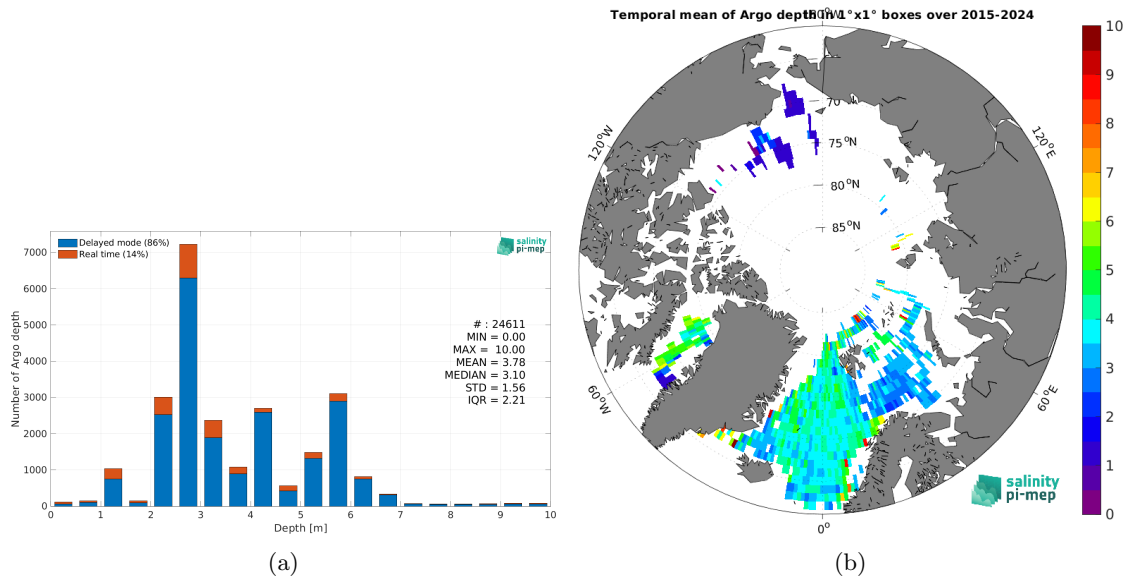 Temporal mean of Argo depth in 1°x1° boxes over 2015-2024
Delayed mode (86%)
Real time (14%)
salinity
pi-mep
# : 24611
MIN = 0.00
MAX = 10.00
MEAN = 3.78
MEDIAN = 3.10
STD = 1.56
IQR = 2.21
Number of Argo depth
7000
6000
5000
4000
3000
2000
1000
0
0 1 2 3 4 5 6 7 8 9 10
Depth [m]
(a)
180°W
120°W
120°E
60°W
60°E
0°
70
75°N
80°N
85°N
salinity
pi-mep
10
9
8
7
6
5
4
3
2
1
0
(b)